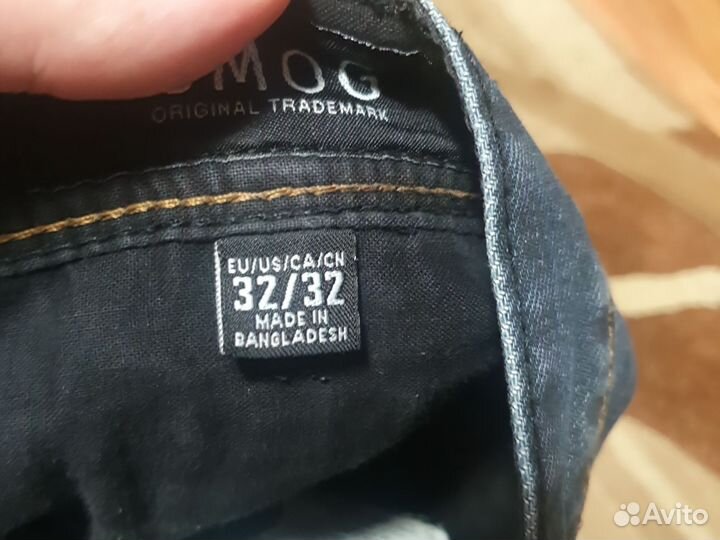 SMOG
ORIGINAL TRADEMARK
EU/US/CA/CN
32/32
MADE IN
BANGLADESH
Avito